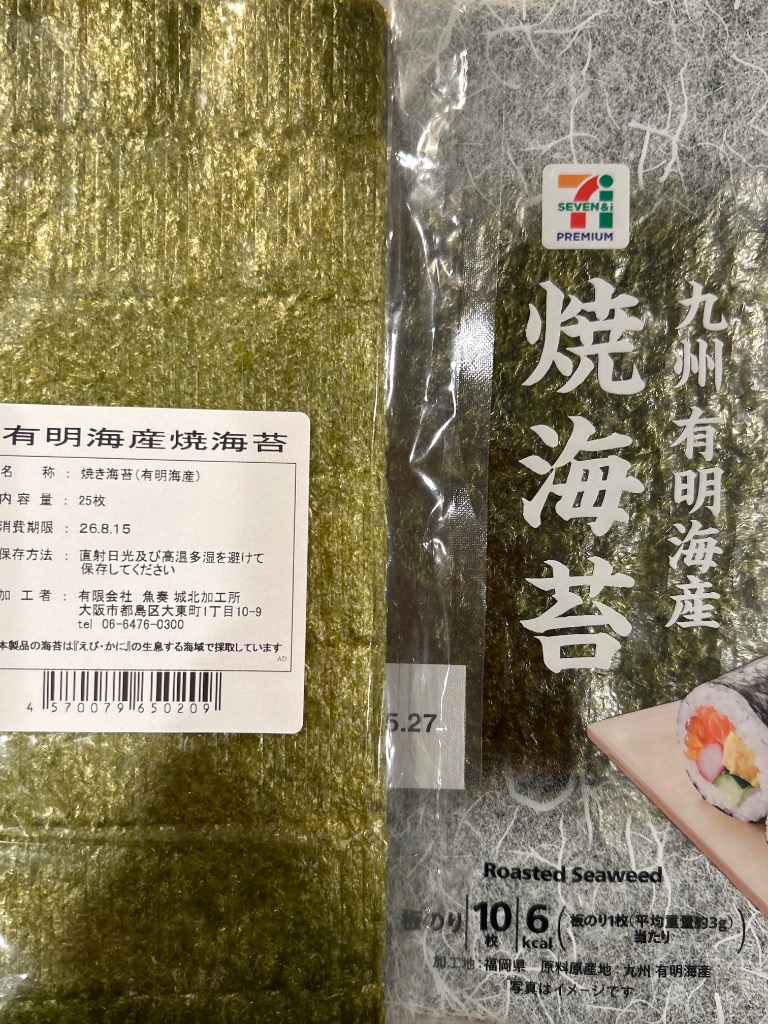 有明海産焼海苔
名 称 : 焼き海苔(有明海産)
内容量 : 25枚
消費期限 : 26.8.15
保存方法 : 直射日光及び高温多湿を避けて
保存してください
加工者 : 有限会社 魚奏 城北加工所
大阪市都島区大東町1丁目10-9
tel 06-6476-0300
本製品の海苔は『えび・かに』の生息する海域で採取しています
AD
4 570079 650209
5.27
7i
SEVEN&i
PREMIUM
九州 有明海産
焼海苔
Roasted Seaweed
板のり 10枚 6kcal (板のり1枚(平均重量約3g)当たり)
加工地:福岡県 原料原産地:九州 有明海産
写真はイメージです